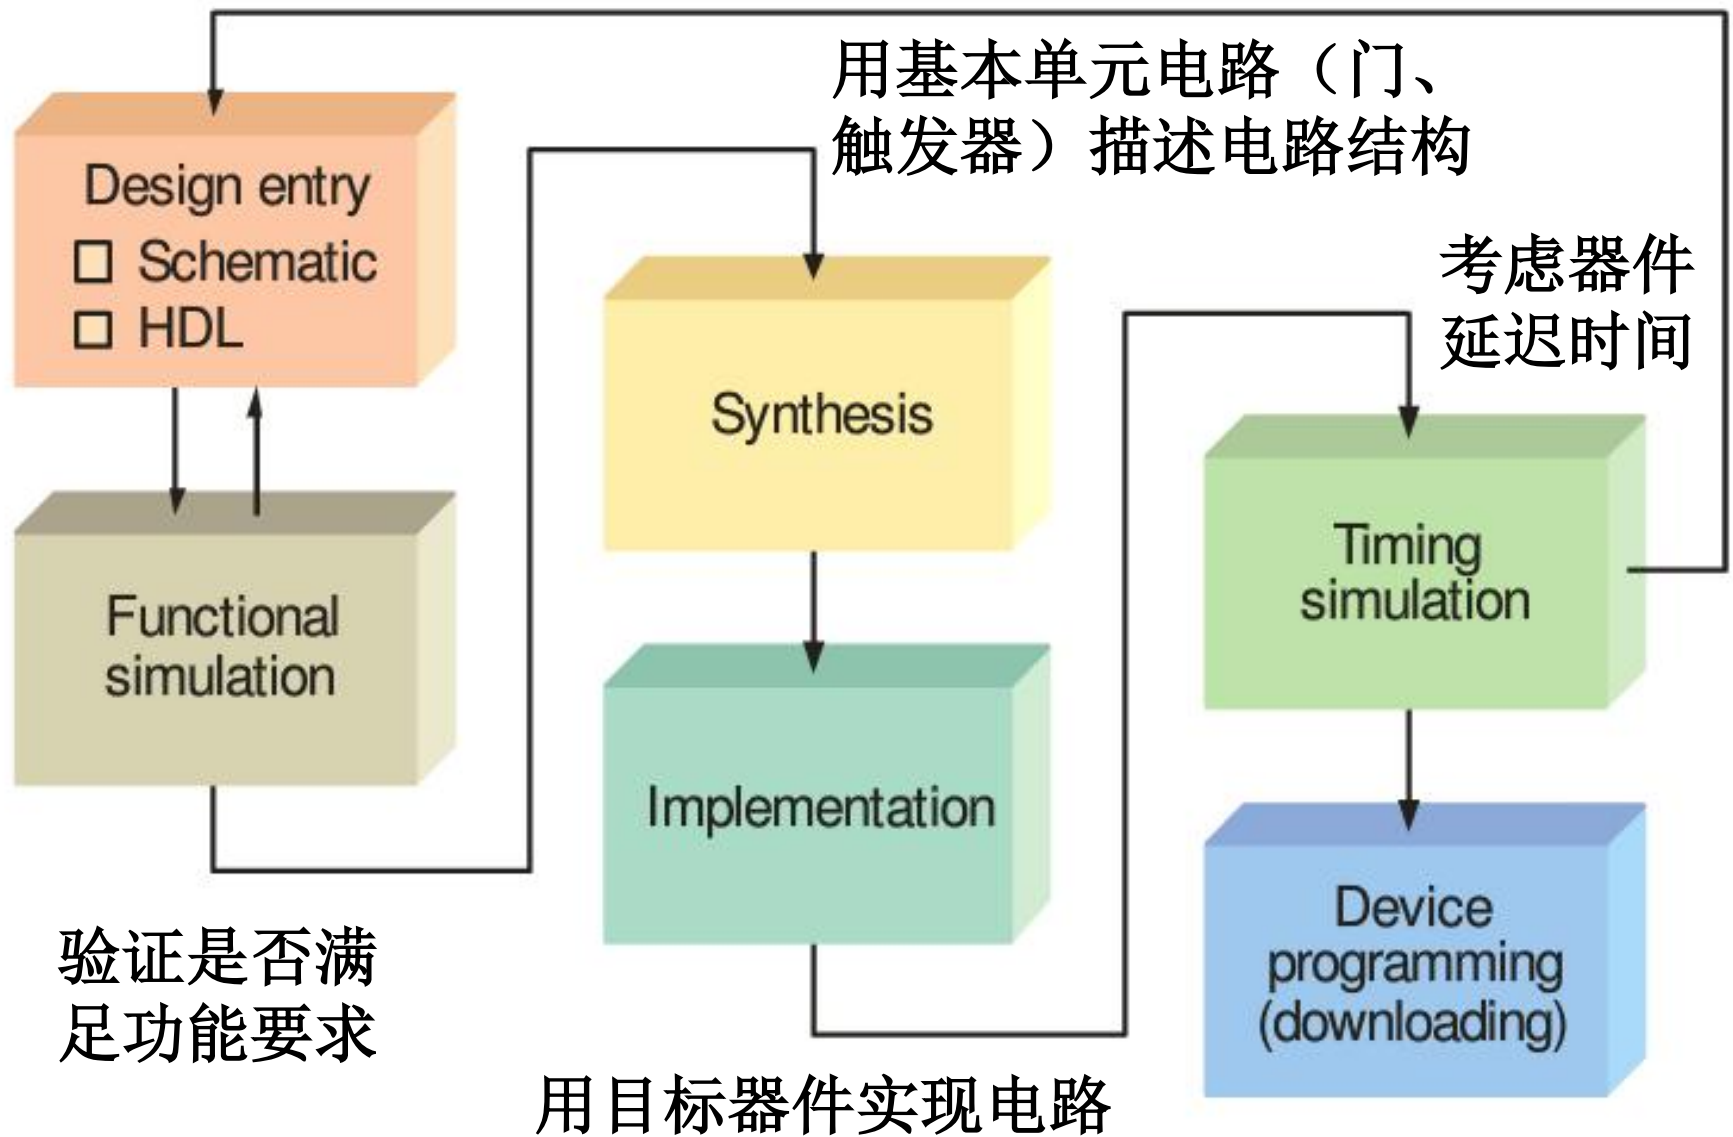 用基本单元电路（门、
触发器）描述电路结构
Design entry
Schematic
HDL
考虑器件
延迟时间
Synthesis
Timing
simulation
Functional
simulation
Implementation
Device
programming
(downloading)
验证是否满
足功能要求
用目标器件实现电路